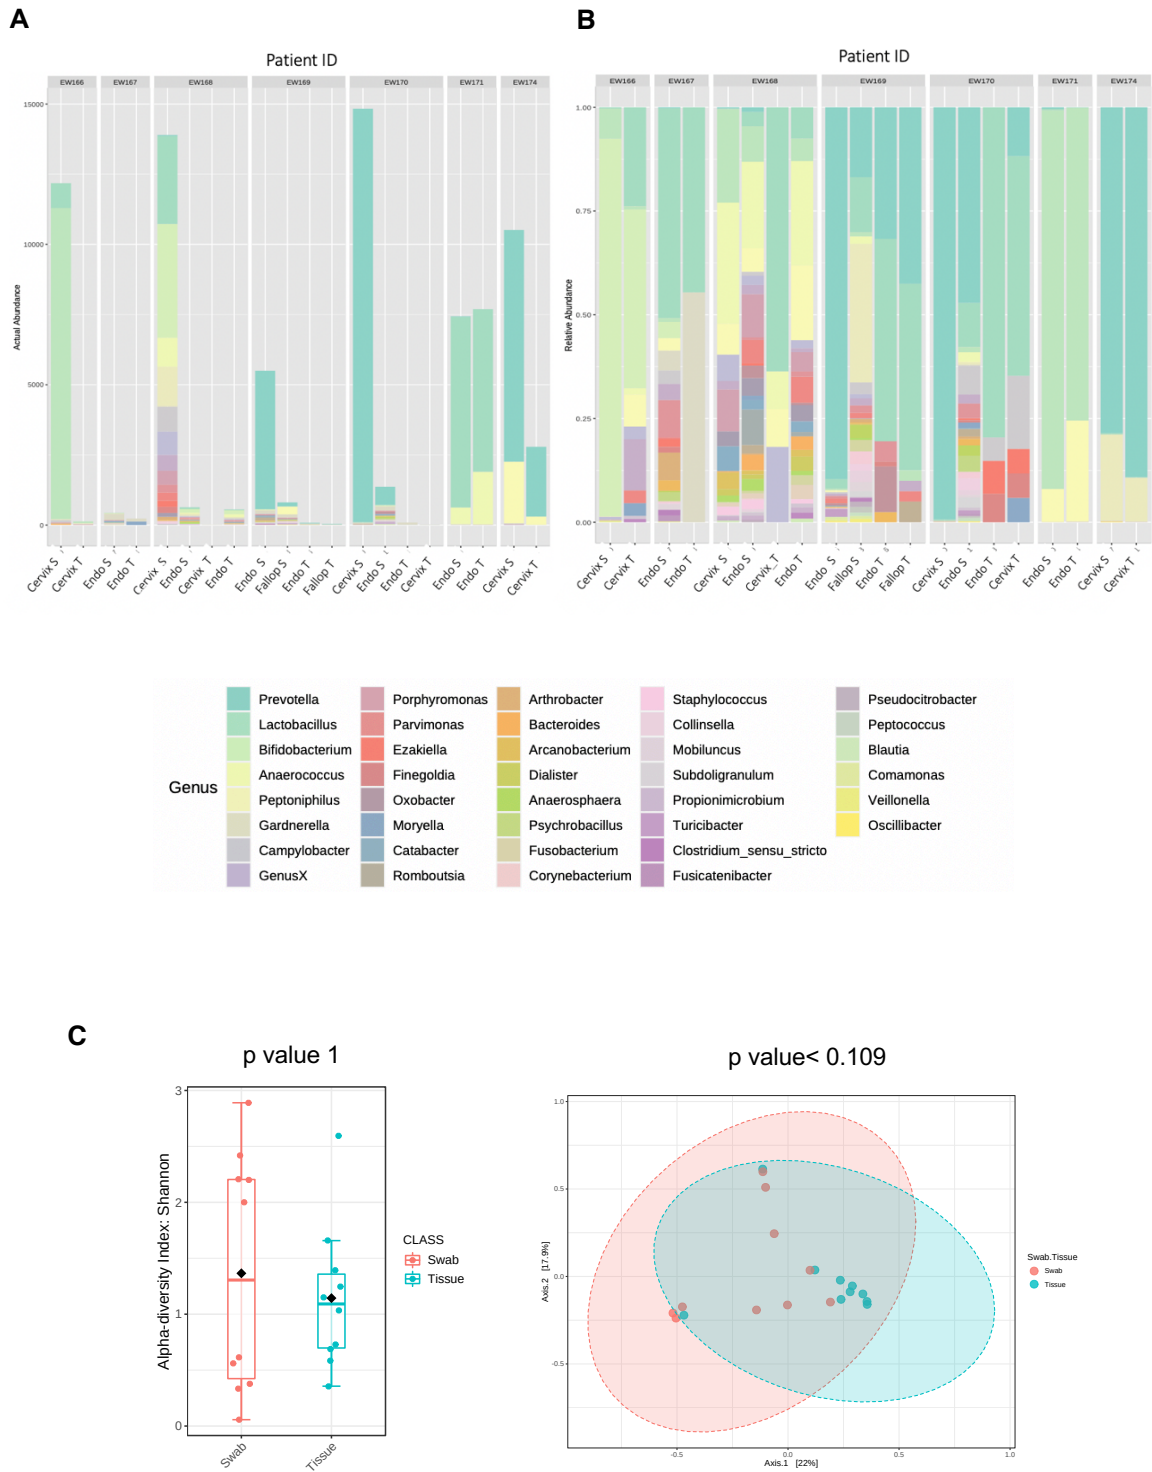 A
B
Patient ID
Patient ID
EW166 EW167 EW168 EW169 EW170 EW171 EW174
EW166 EW167 EW168 EW169 EW170 EW171 EW174
15000
10000
5000
0
Actual Abundance
1.00
0.75
0.50
0.25
0.00
Relative Abundance
Cervix S Cervix T Endo S Endo T Cervix S Endo S Cervix T Endo T Endo S Fallop S Endo T Fallop T Cervix S Endo S Endo T Cervix T Endo S Endo T Cervix S Cervix T
Cervix S Cervix T Endo S Endo T Cervix S Endo S Cervix_T Endo T Endo S Fallop S Endo T Fallop T Cervix S Endo S Endo T Cervix T Endo S Endo T Cervix S Cervix T
Genus
Prevotella Porphyromonas Arthrobacter Staphylococcus Pseudocitrobacter
Lactobacillus Parvimonas Bacteroides Collinsella Peptococcus
Bifidobacterium Ezakiella Arcanobacterium Mobiluncus Blautia
Anaerococcus Finegoldia Dialister Subdoligranulum Comamonas
Peptoniphilus Oxobacter Anaerosphaera Propionimicrobium Veillonella
Gardnerella Moryella Psychrobacillus Turicibacter Oscillibacter
Campylobacter Catabacter Fusobacterium Clostridium_sensu_stricto
GenusX Romboutsia Corynebacterium Fusicatenibacter
C
p value 1
p value< 0.109
3
2
1
0
Alpha-diversity Index: Shannon
Swab Tissue
CLASS
Swab
Tissue
1.0
0.5
0.0
-0.5
Axis.2 [17.9%]
-0.5 0.0 0.5 1.0
Axis.1 [22%]
Swab.Tissue
Swab
Tissue